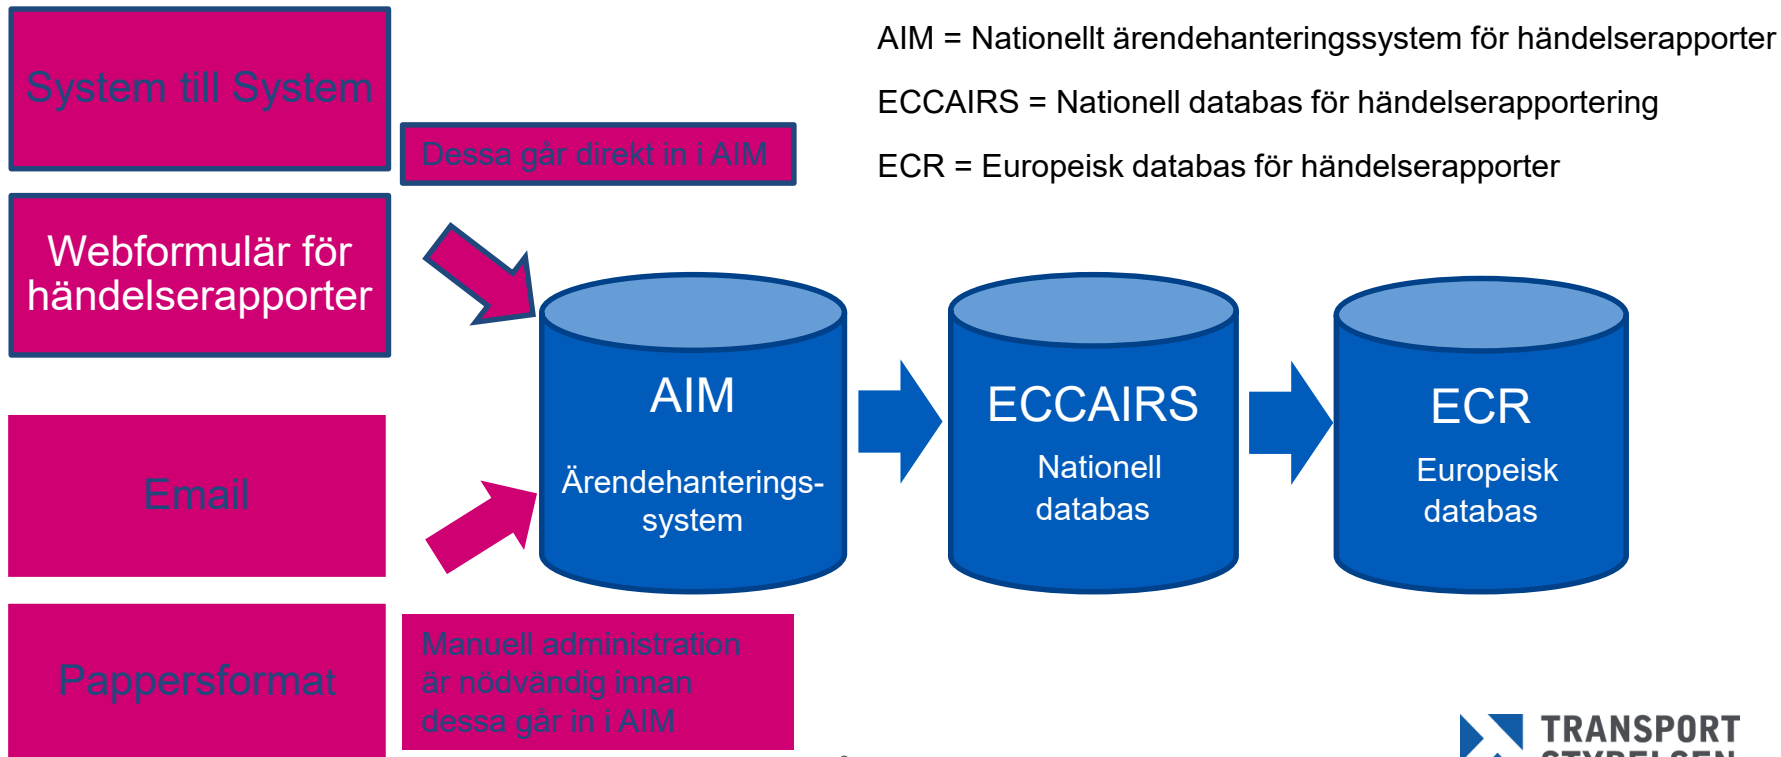 System till System
Dessa går direkt in i AIM
Webformulär för
händelserapporter
Email
Pappersformat
Manuell administration
är nödvändig innan
dessa går in i AIM
AIM = Nationellt ärendehanteringssystem för händelserapporter
ECCAIRS = Nationell databas för händelserapportering
ECR = Europeisk databas för händelserapporter
AIM
Ärendehanterings-
system
ECCAIRS
Nationell
databas
ECR
Europeisk
databas
TRANSPORT
STYRELSEN